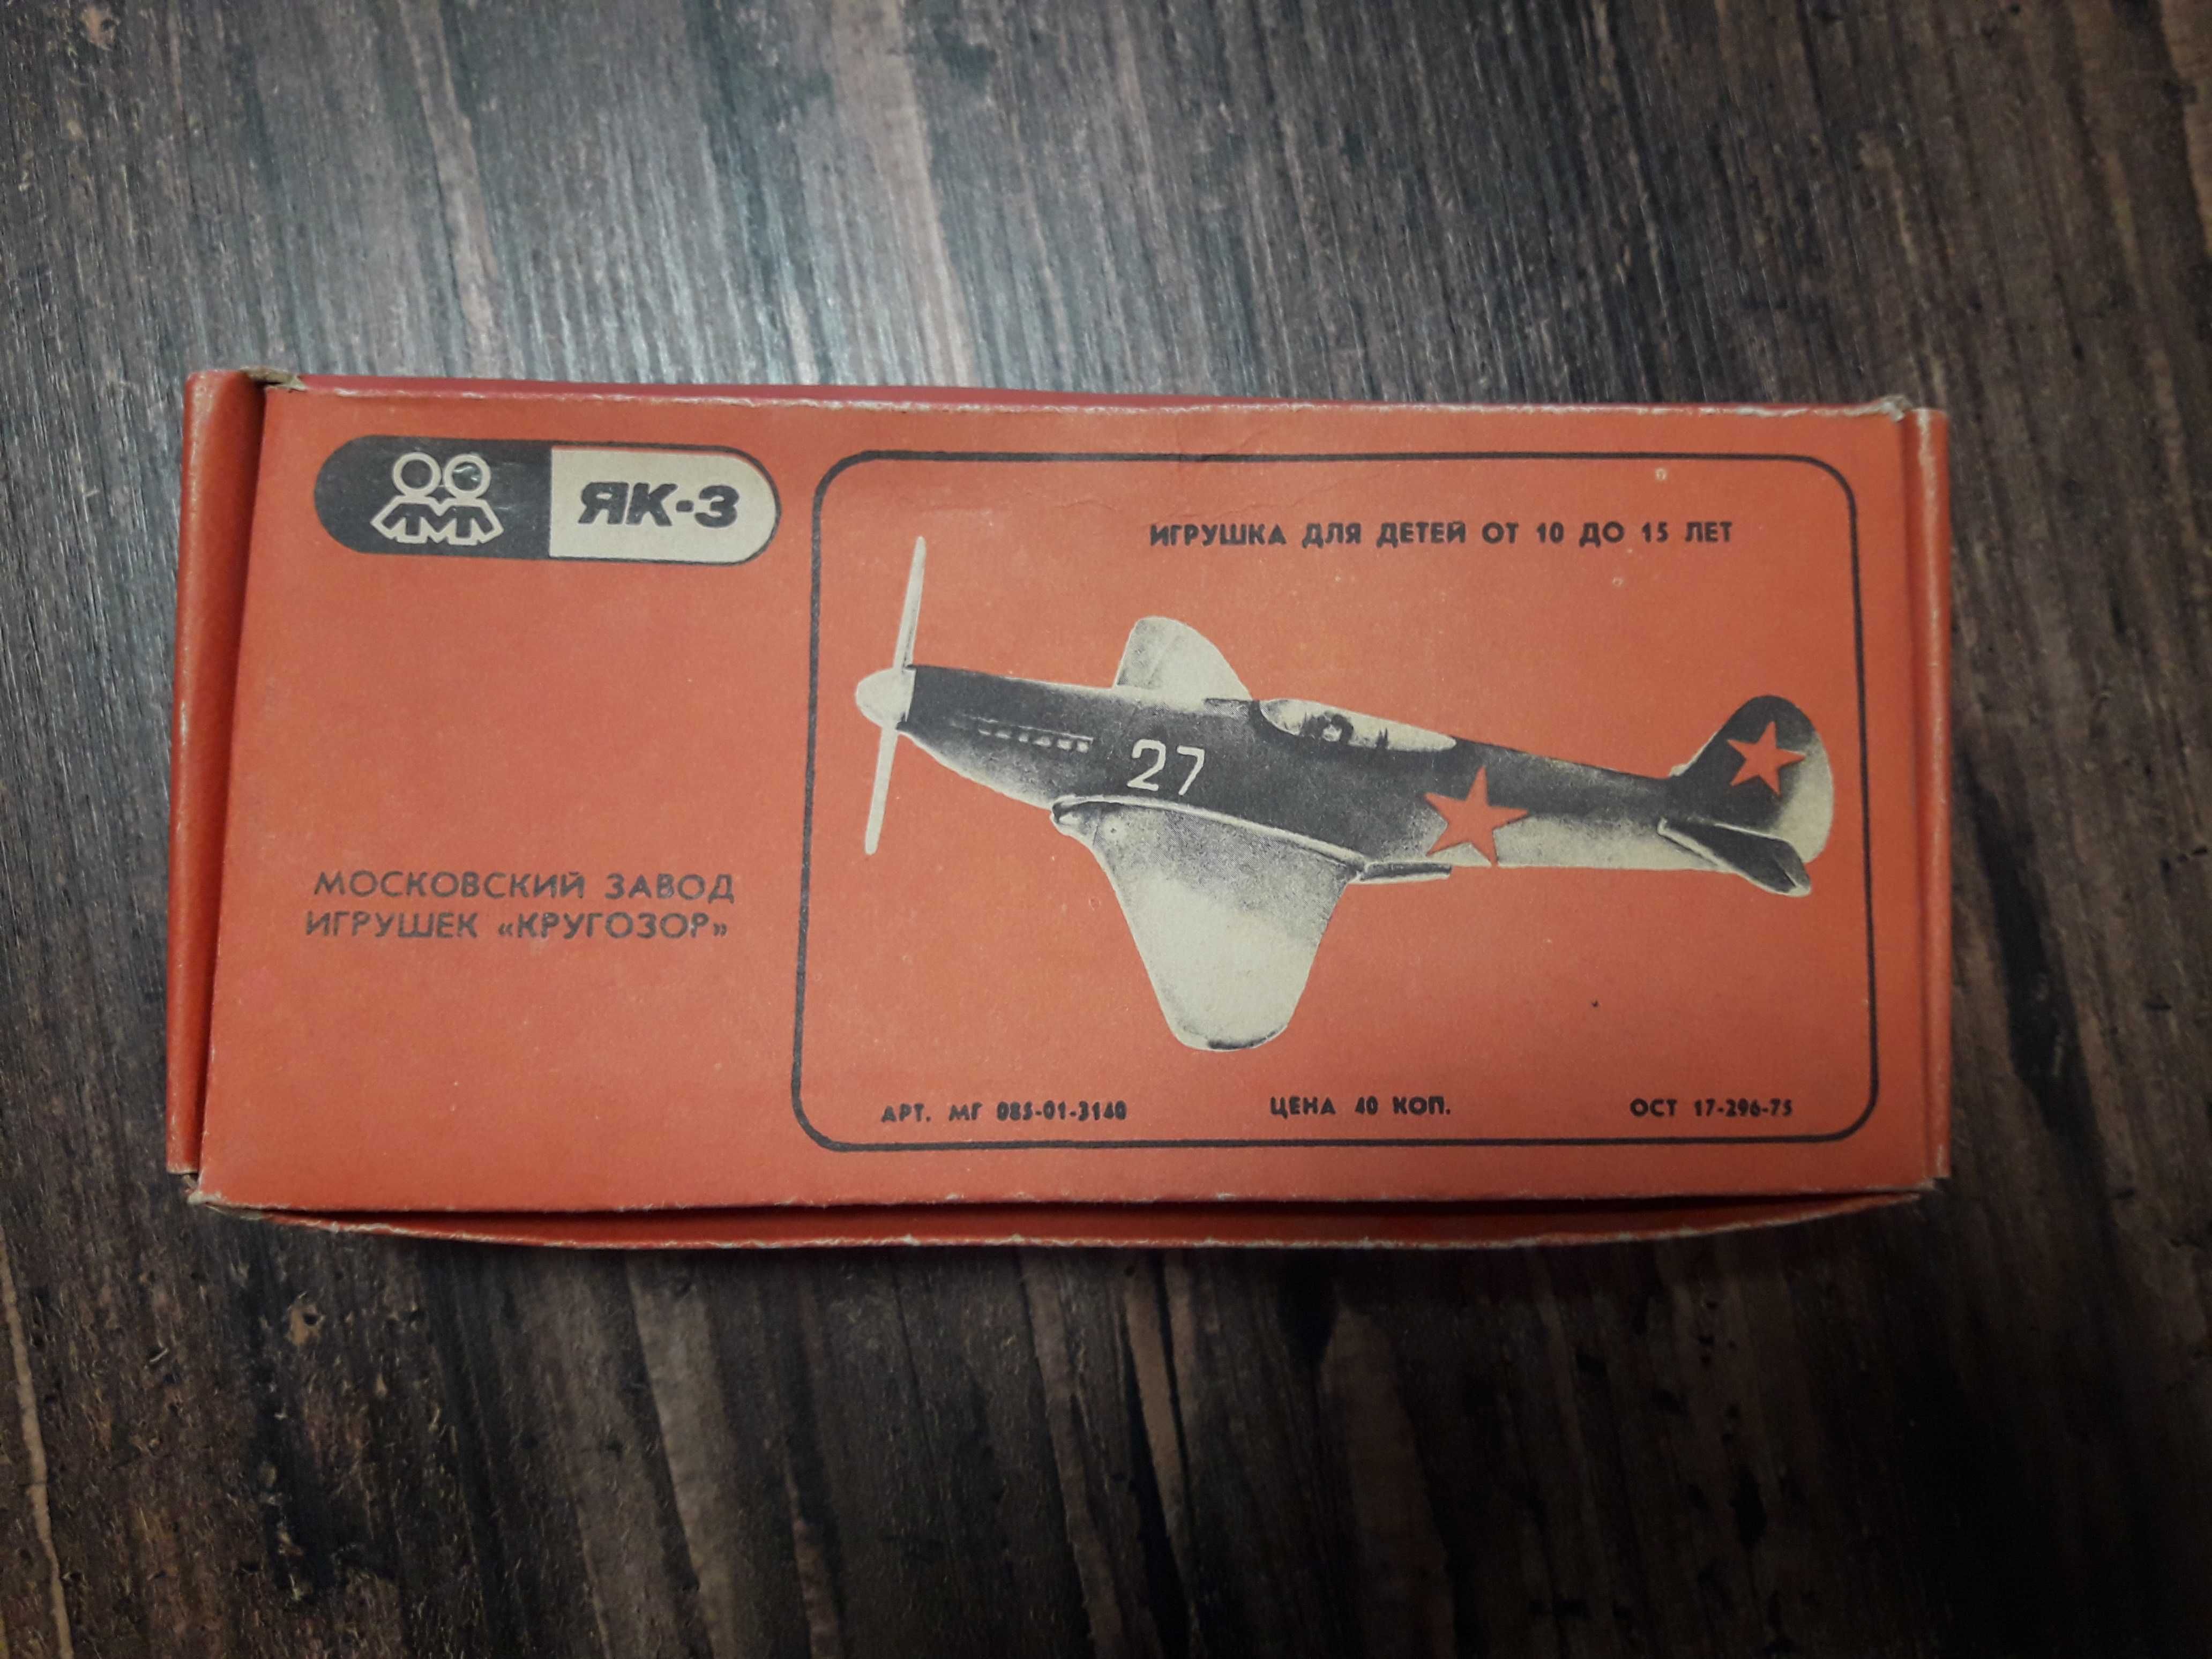 ЯК-3
ИГРУШКА ДЛЯ ДЕТЕЙ ОТ 10 ДО 15 ЛЕТ
27
МОСКОВСКИЙ ЗАВОД
ИГРУШЕК «КРУГОЗОР»
АРТ. МГ 085-01-3140
ЦЕНА 40 КОП.
ОСТ 17-296-75